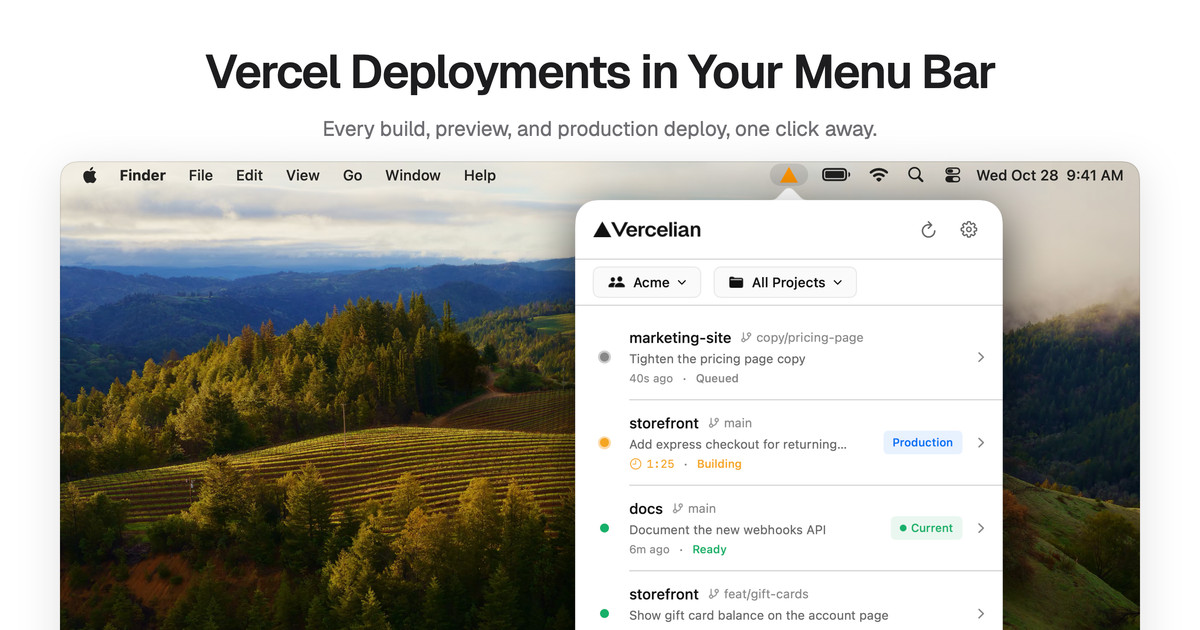 Vercel Deployments in Your Menu Bar
Every build, preview, and production deploy, one click away.
Finder File Edit View Go Window Help Wed Oct 28 9:41 AM
Vercelian
Acme All Projects
marketing-site copy/pricing-page
Tighten the pricing page copy
40s ago · Queued
storefront main
Add express checkout for returning...
Production
1:25 · Building
docs main
Document the new webhooks API
Current
6m ago · Ready
storefront feat/gift-cards
Show gift card balance on the account page